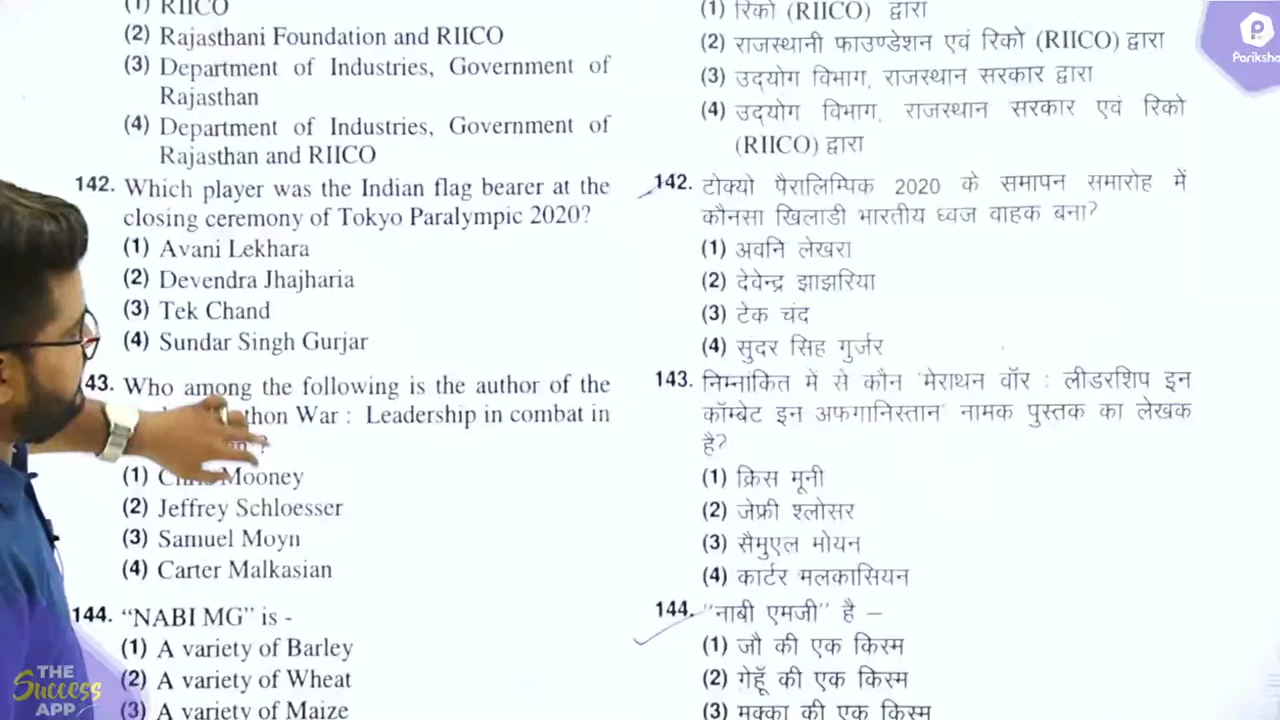 (1) RIICO
(2) Rajasthani Foundation and RIICO
(3) Department of Industries, Government of
Rajasthan
(4) Department of Industries, Government of
Rajasthan and RIICO
142. Which player was the Indian flag bearer at the
closing ceremony of Tokyo Paralympic 2020?
(1) Avani Lekhara
(2) Devendra Jhajharia
(3) Tek Chand
(4) Sundar Singh Gurjar
43. Who among the following is the author of the
thon War : Leadership in combat in
?
(1) Mooney
(2) Jeffrey Schloesser
(3) Samuel Moyn
(4) Carter Malkasian
144. “NABI MG” is -
(1) A variety of Barley
(2) A variety of Wheat
(3) A variety of Maize
(1) रिको (RIICO) द्वारा
(2) राजस्थानी फाउण्डेशन एवं रिको (RIICO) द्वारा
(3) उद्योग विभाग, राजस्थान सरकार द्वारा
(4) उद्योग विभाग, राजस्थान सरकार एवं रिको
(RIICO) द्वारा
142. टोक्यो पैरालिम्पिक 2020 के समापन समारोह में
कौनसा खिलाडी भारतीय ध्वज वाहक बना?
(1) अवनि लेखरा
(2) देवेन्द्र झाझरिया
(3) टेक चंद
(4) सुदर सिंह गुर्जर
143. निम्नांकित में से कौन 'मेराथन वॉर : लीडरशिप इन
कॉम्बेट इन अफगानिस्तान' नामक पुस्तक का लेखक
है?
(1) क्रिस मूनी
(2) जेफ्री श्लोसर
(3) सैमुएल मोयन
(4) कार्टर मलकासियन
144. "नाबी एमजी" है –
(1) जौ की एक किस्म
(2) गेहूँ की एक किस्म
(3) मक्का की एक किस्म
Pariksha
THE
Success
APP